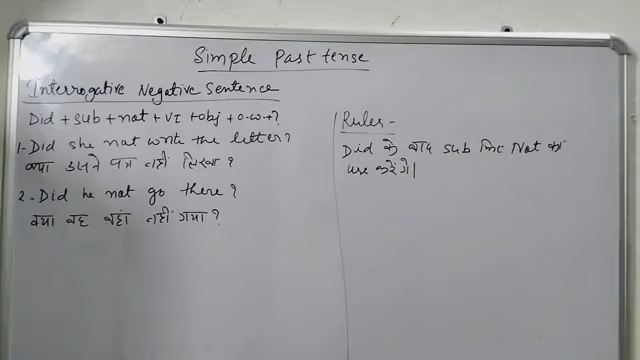 Simple Past tense
Interrogative Negative Sentence
Did + sub + not + V1 + obj + o.w + ?
1- Did she not write the letter?
क्या उसने पत्र नहीं लिखा ?
2- Did he not go there ?
क्या वह वहां नहीं गया ?
Rules -
Did के बाद sub फिर Not का
use करेंगे|